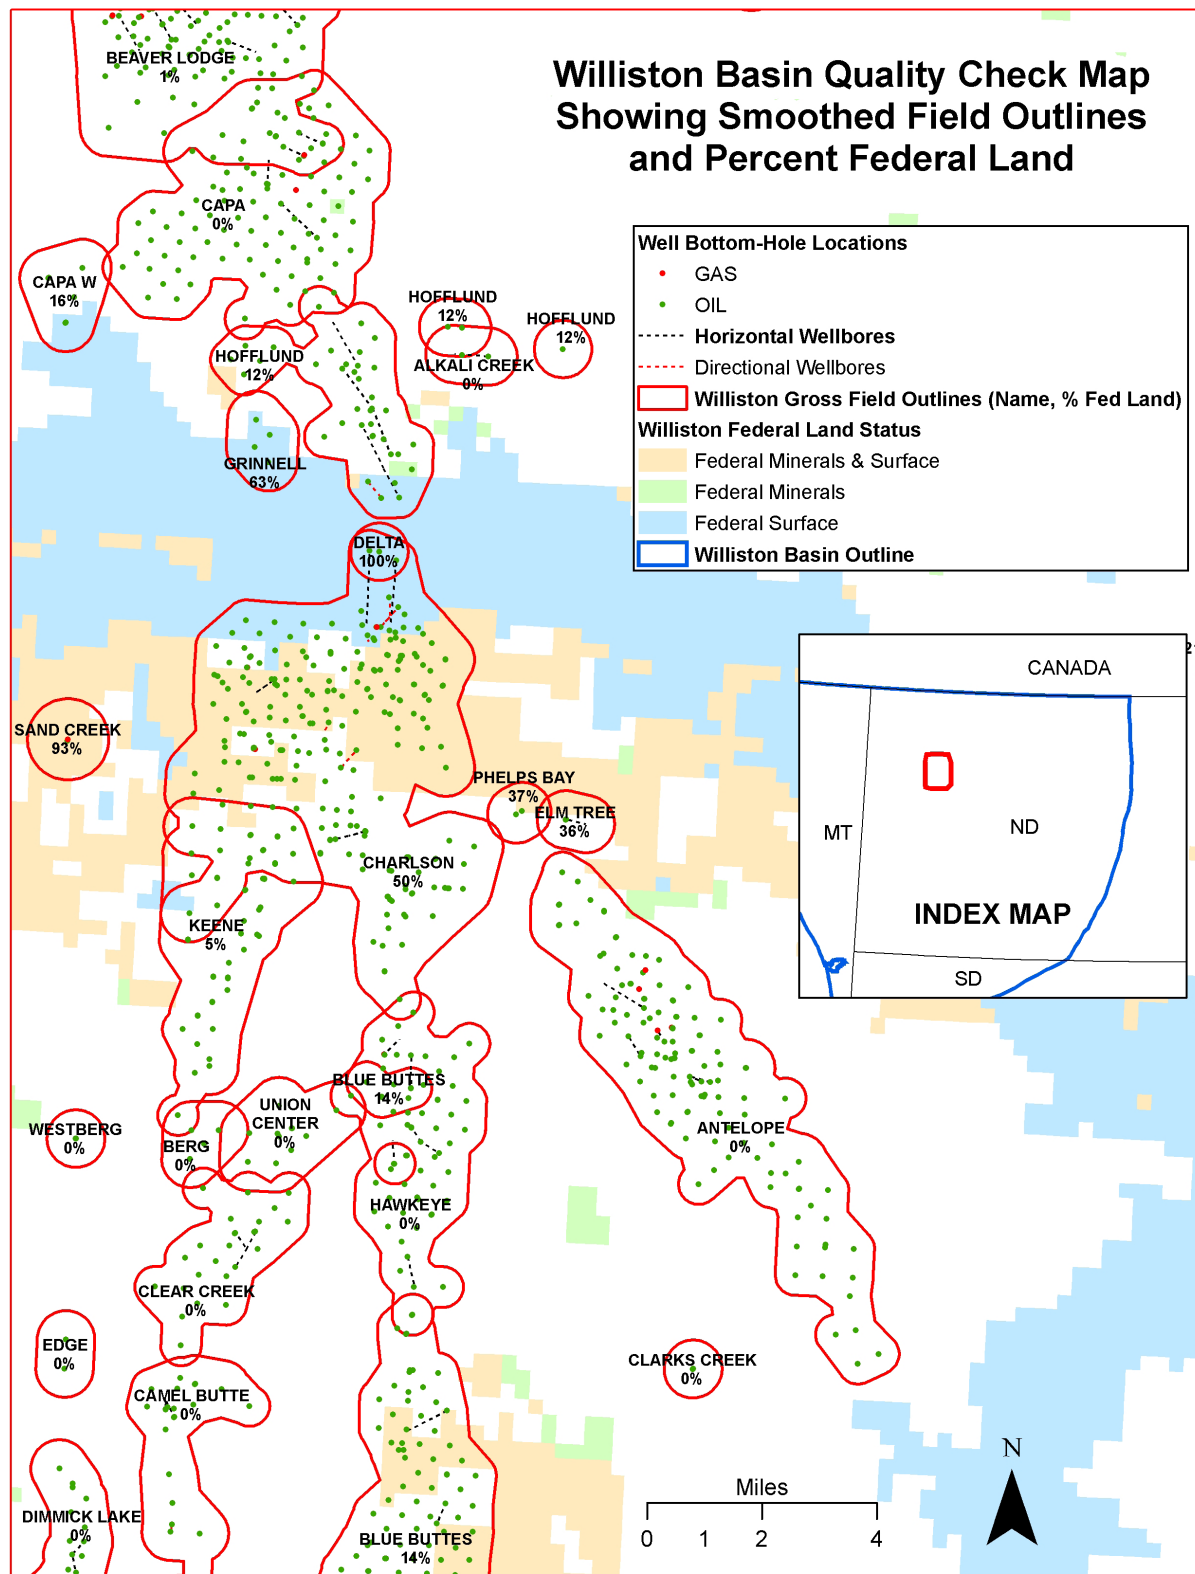 Williston Basin Quality Check Map
Showing Smoothed Field Outlines
and Percent Federal Land
BEAVER LODGE
1%
CAPA
0%
CAPA W
16%
HOFFLUND
12%
HOFFLUND
12%
HOFFLUND
12%
ALKALI CREEK
0%
GRINNELL
63%
Well Bottom-Hole Locations
GAS
OIL
Horizontal Wellbores
Directional Wellbores
Williston Gross Field Outlines (Name, % Fed Land)
Williston Federal Land Status
Federal Minerals & Surface
Federal Minerals
Federal Surface
Williston Basin Outline
DELTA
100%
SAND CREEK
93%
PHELPS BAY
37%
ELM TREE
36%
CHARLSON
50%
KEENE
5%
CANADA
MT
ND
INDEX MAP
SD
BLUE BUTTES
14%
UNION
CENTER
0%
WESTBERG
0%
BERG
0%
ANTELOPE
0%
HAWKEYE
0%
CLEAR CREEK
0%
EDGE
0%
CLARKS CREEK
0%
CAMEL BUTTE
0%
DIMMICK LAKE
0%
BLUE BUTTES
14%
Miles
0 1 2 4
N